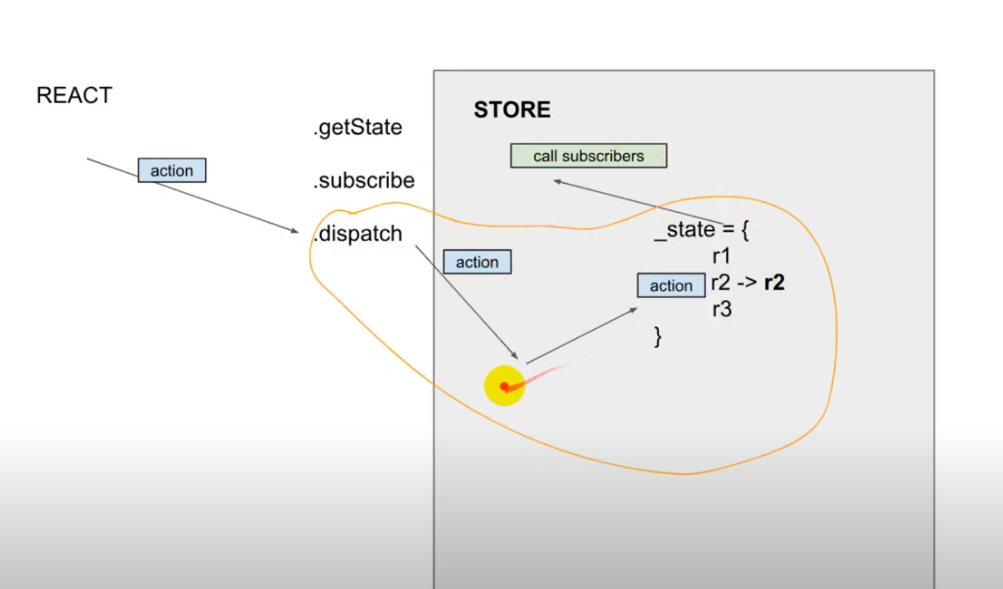 REACT
STORE
.getState
call subscribers
action
.subscribe
_state = {
.dispatch
r1
action
action
r2 -> r2
r3
}